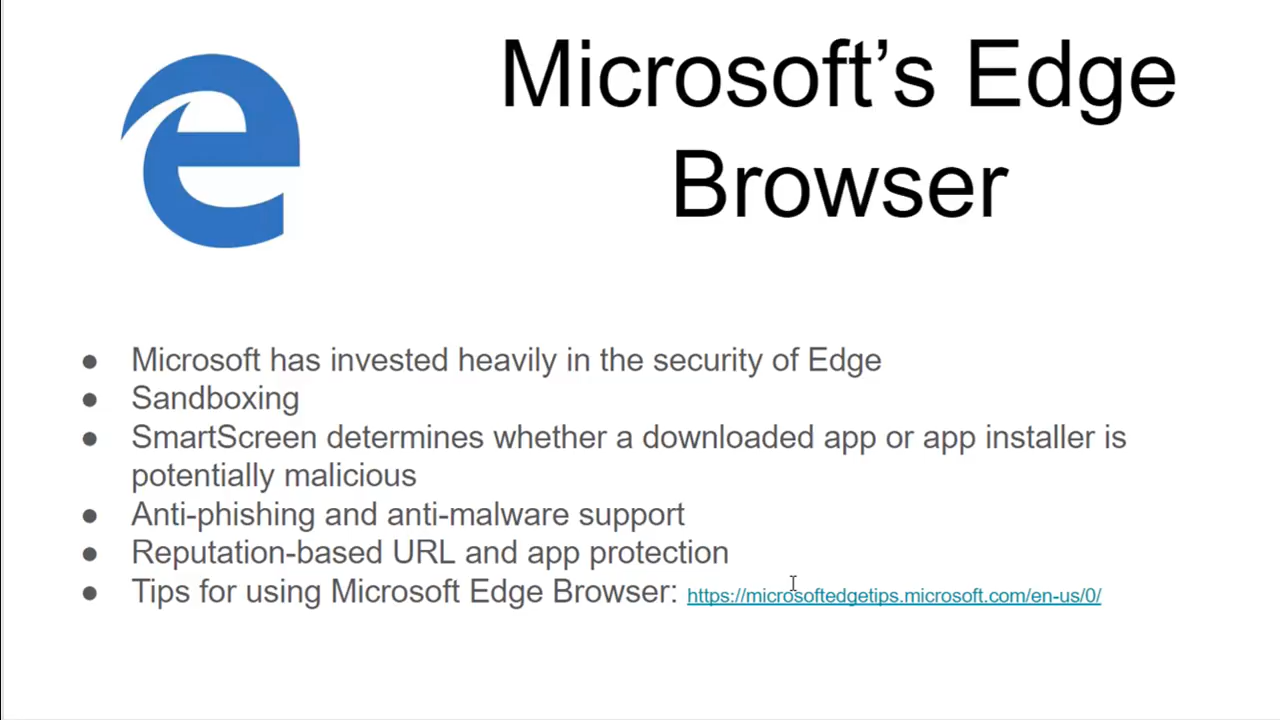 Microsoft’s Edge
Browser
● Microsoft has invested heavily in the security of Edge
● Sandboxing
● SmartScreen determines whether a downloaded app or app installer is
potentially malicious
● Anti-phishing and anti-malware support
● Reputation-based URL and app protection
● Tips for using Microsoft Edge Browser: https://microsoftedgetips.microsoft.com/en-us/0/